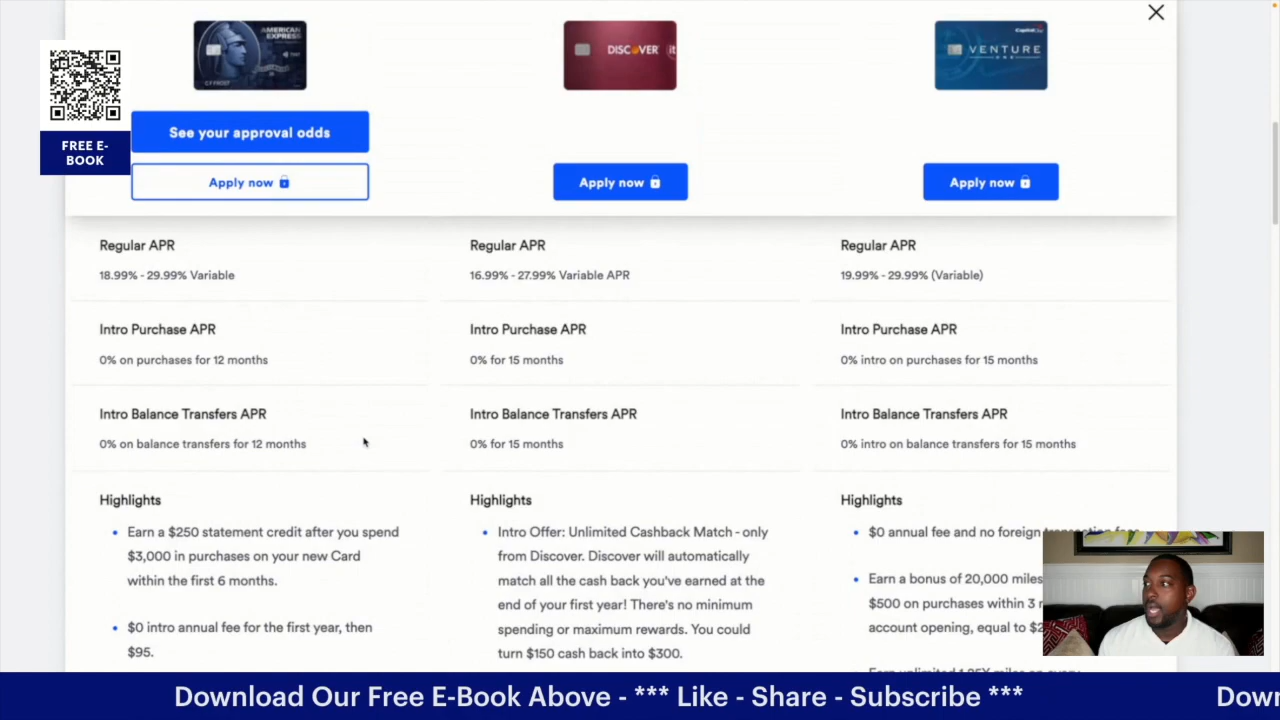 AMERICAN
EXPRESS
C F FROST
DISCOVER it
Capital
VENTURE
ONE
FREE E-
BOOK
See your approval odds
Apply now
Apply now
Apply now
Regular APR
18.99% - 29.99% Variable
Regular APR
16.99% - 27.99% Variable APR
Regular APR
19.99% - 29.99% (Variable)
Intro Purchase APR
0% on purchases for 12 months
Intro Purchase APR
0% for 15 months
Intro Purchase APR
0% intro on purchases for 15 months
Intro Balance Transfers APR
0% on balance transfers for 12 months
Intro Balance Transfers APR
0% for 15 months
Intro Balance Transfers APR
0% intro on balance transfers for 15 months
Highlights
Earn a $250 statement credit after you spend
$3,000 in purchases on your new Card
within the first 6 months.
$0 intro annual fee for the first year, then
$95.
Highlights
Intro Offer: Unlimited Cashback Match - only
from Discover. Discover will automatically
match all the cash back you've earned at the
end of your first year! There's no minimum
spending or maximum rewards. You could
turn $150 cash back into $300.
Highlights
$0 annual fee and no foreign
Earn a bonus of 20,000 miles
$500 on purchases within 3
account opening, equal to
Download Our Free E-Book Above - *** Like - Share - Subscribe ***